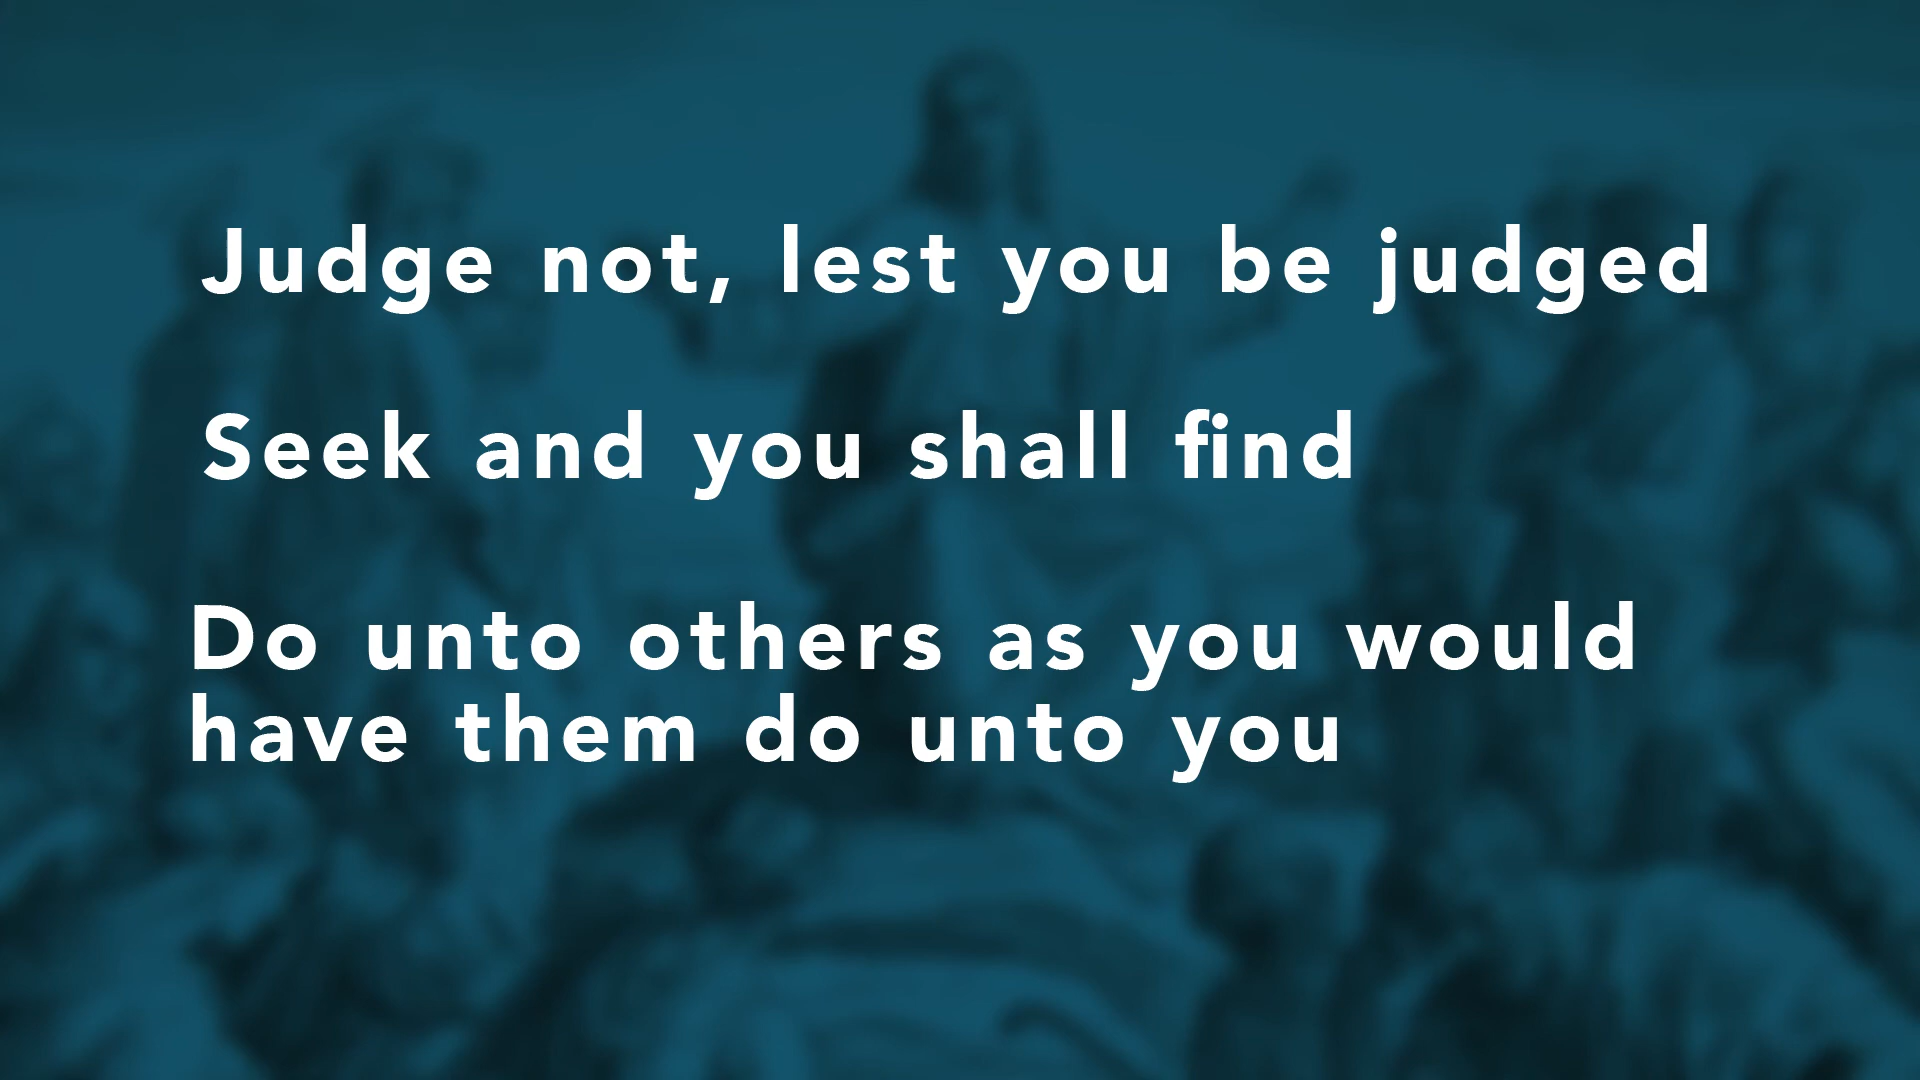 Judge not, lest you be judged
Seek and you shall find
Do unto others as you would
have them do unto you